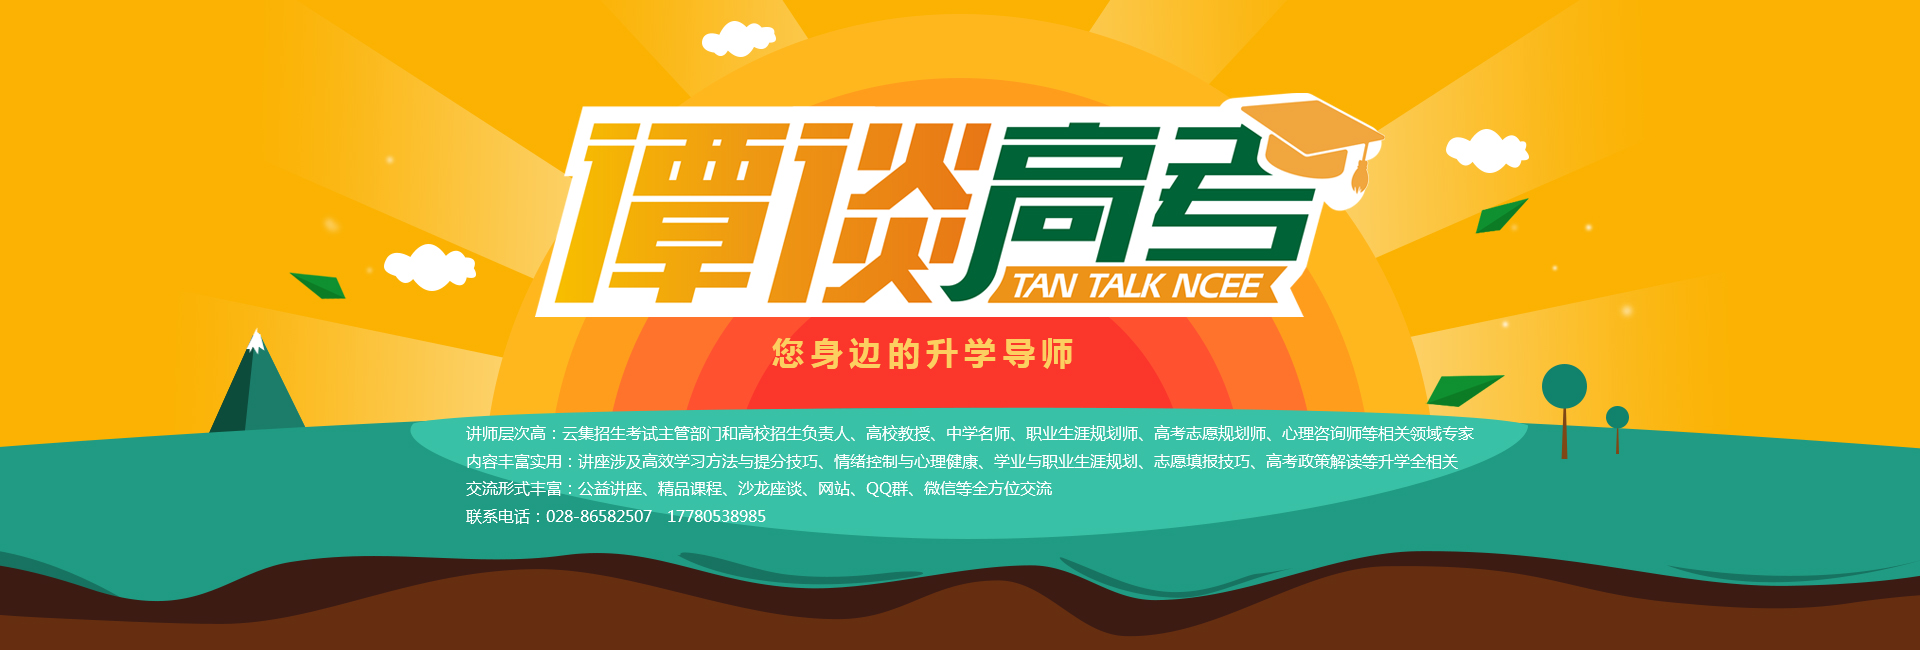 谭谈高考
TAN TALK NCEE
您身边的升学导师
讲师层次高：云集招生考试主管部门和高校招生负责人、高校教授、中学名师、职业生涯规划师、高考志愿规划师、心理咨询师等相关领域专家
内容丰富实用：讲座涉及高效学习方法与提分技巧、情绪控制与心理健康、学业与职业生涯规划、志愿填报技巧、高考政策解读等升学全相关
交流形式丰富：公益讲座、精品课程、沙龙座谈、网站、QQ群、微信等全方位交流
联系电话：028-86582507　17780538985